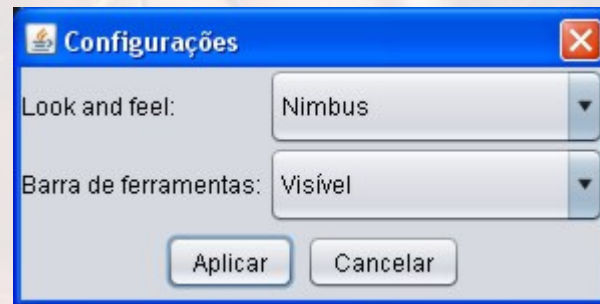 Configurações
Look and feel: Nimbus
Barra de ferramentas: Visível
Aplicar Cancelar